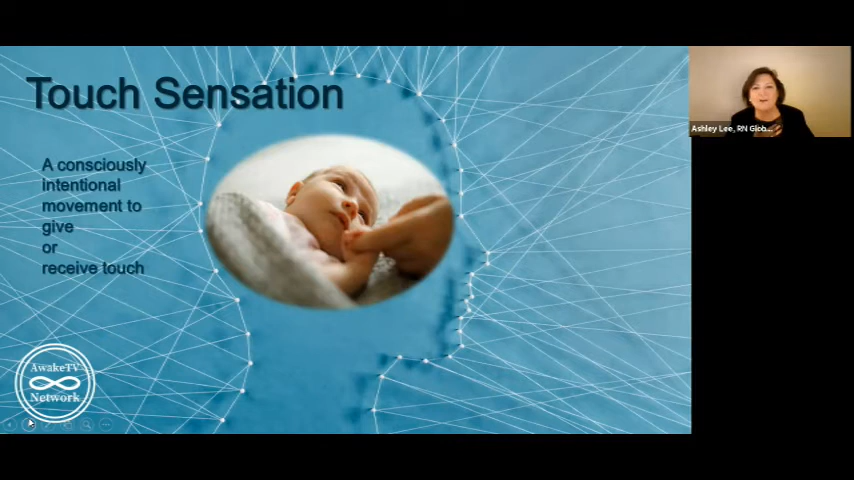 Touch Sensation
A consciously
intentional
movement to
give
or
receive touch
AwakeTV
Network
Ashley Lee, RN Glob...